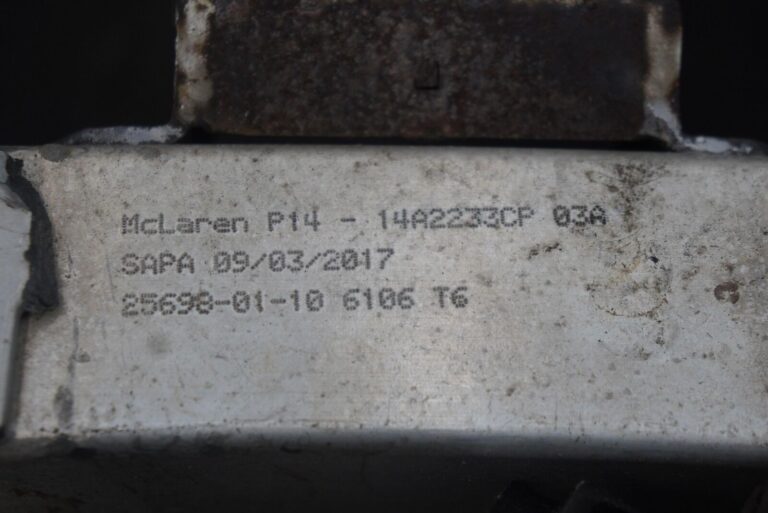 McLaren P14 - 14A2233CP 03A
SAPA 09/03/2017
25698-01-10 6106 T6